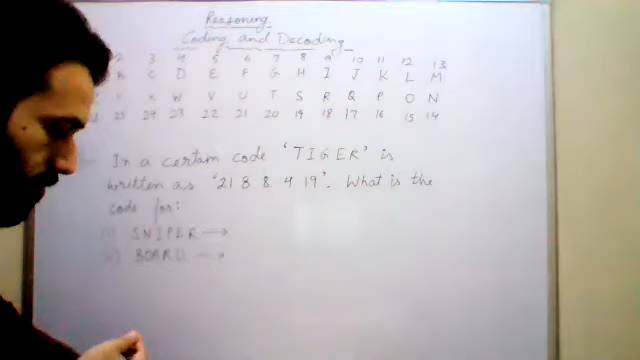 Reasoning
Coding and Decoding
2 3 4 5 6 7 8 9 10 11 12 13
B C D E F G H I J K L M
Y X W V U T S R Q P O N
25 24 23 22 21 20 19 18 17 16 15 14
In a certain code 'TIGER' is
written as '21 8 8 4 19'. What is the
code for:
SNIPER →
BOARD →